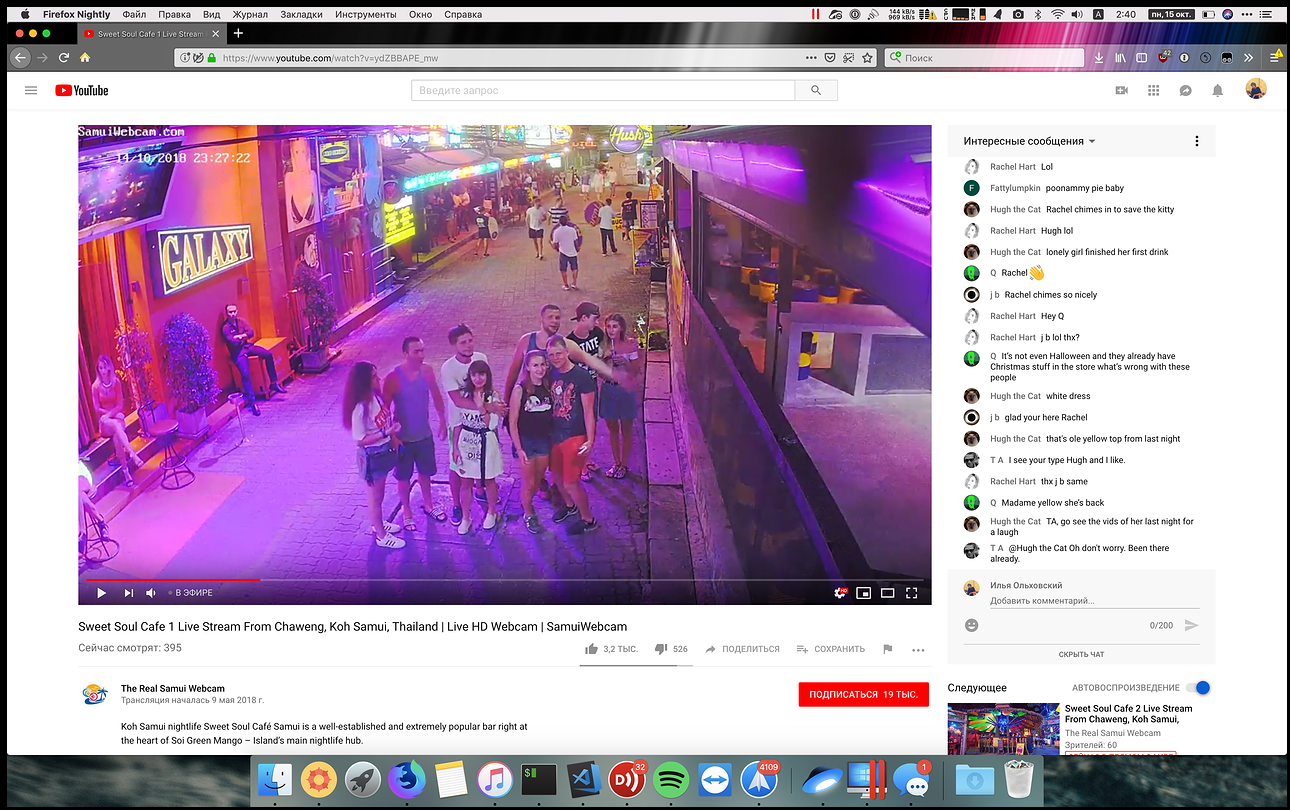 Firefox Nightly Файл Правка Вид Журнал Закладки Инструменты Окно Справка
144 kB/s
969 kB/s
A 2:40 пн, 15 окт.
Sweet Soul Cafe 1 Live Stream
https://www.youtube.com/watch?v=ydZBBAPE_mw
Поиск
42
YouTube
Введите запрос
SamuiWebcam.com
14/10/2018 23:27:22
Hush
GALAXY
STATE
В ЭФИРЕ
HD
Sweet Soul Cafe 1 Live Stream From Chaweng, Koh Samui, Thailand | Live HD Webcam | SamuiWebcam
Сейчас смотрят: 395
3,2 ТЫС. 526 ПОДЕЛИТЬСЯ СОХРАНИТЬ
The Real Samui Webcam
Трансляция началась 9 мая 2018 г.
ПОДПИСАТЬСЯ 19 ТЫС.
Koh Samui nightlife Sweet Soul Café Samui is a well-established and extremely popular bar right at
the heart of Soi Green Mango – Island's main nightlife hub.
Интересные сообщения
Rachel Hart Lol
F Fattylumpkin poonammy pie baby
Hugh the Cat Rachel chimes in to save the kitty
Rachel Hart Hugh lol
Hugh the Cat lonely girl finished her first drink
Q Rachel 👋
j b Rachel chimes so nicely
Rachel Hart Hey Q
Rachel Hart j b lol thx?
Q It's not even Halloween and they already have
Christmas stuff in the store what's wrong with these
people
Hugh the Cat white dress
j b glad your here Rachel
Hugh the Cat that's ole yellow top from last night
T A I see your type Hugh and I like.
Rachel Hart thx j b same
Q Madame yellow she's back
Hugh the Cat TA, go see the vids of her last night for
a laugh
T A @Hugh the Cat Oh don't worry. Been there
already.
Илья Ольховский
Добавить комментарий...
0/200
СКРЫТЬ ЧАТ
Следующее АВТОВОСПРОИЗВЕДЕНИЕ
Sweet Soul Cafe 2 Live Stream
From Chaweng, Koh Samui,
The Real Samui Webcam
Зрителей: 60
$
32
4109
1